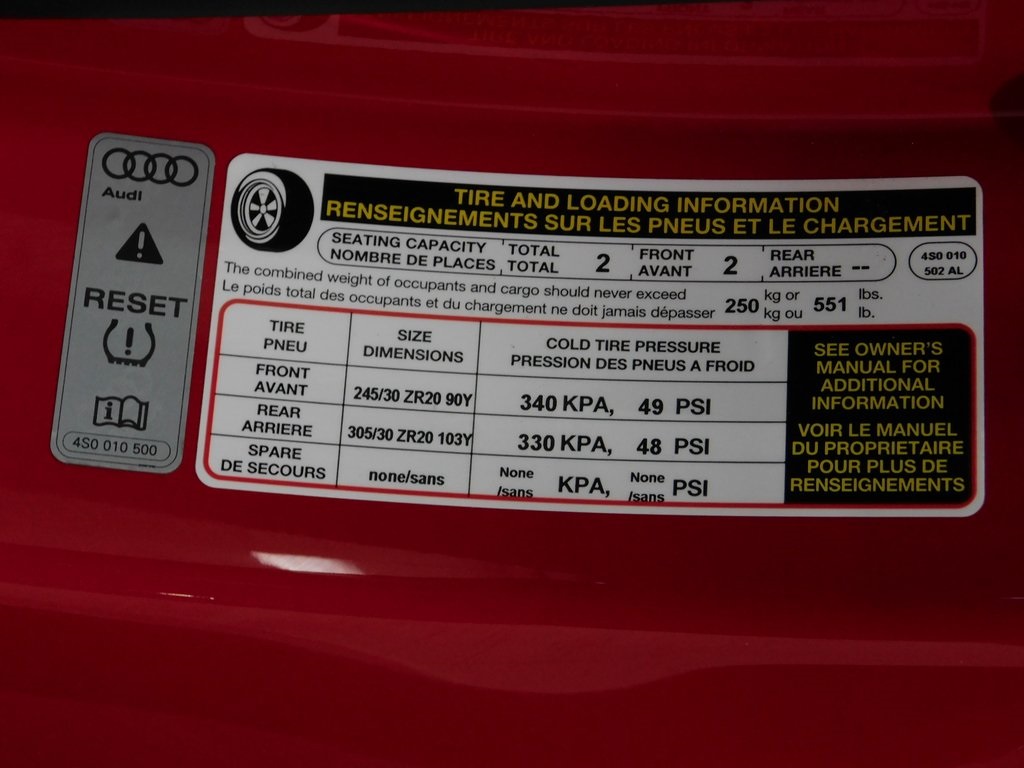 Audi
RESET
4S0 010 500
TIRE AND LOADING INFORMATION
RENSEIGNEMENTS SUR LES PNEUS ET LE CHARGEMENT
SEATING CAPACITY TOTAL 2 FRONT 2 REAR --
NOMBRE DE PLACES TOTAL AVANT ARRIERE
4S0 010
502 AL
The combined weight of occupants and cargo should never exceed 250 kg or 551 lbs.
Le poids total des occupants et du chargement ne doit jamais dépasser kg ou lb.
TIRE SIZE COLD TIRE PRESSURE
PNEU DIMENSIONS PRESSION DES PNEUS A FROID
FRONT
AVANT 245/30 ZR20 90Y 340 KPA, 49 PSI
REAR
ARRIERE 305/30 ZR20 103Y 330 KPA, 48 PSI
SPARE
DE SECOURS none/sans None /sans KPA, None /sans PSI
SEE OWNER'S
MANUAL FOR
ADDITIONAL
INFORMATION
VOIR LE MANUEL
DU PROPRIETAIRE
POUR PLUS DE
RENSEIGNEMENTS